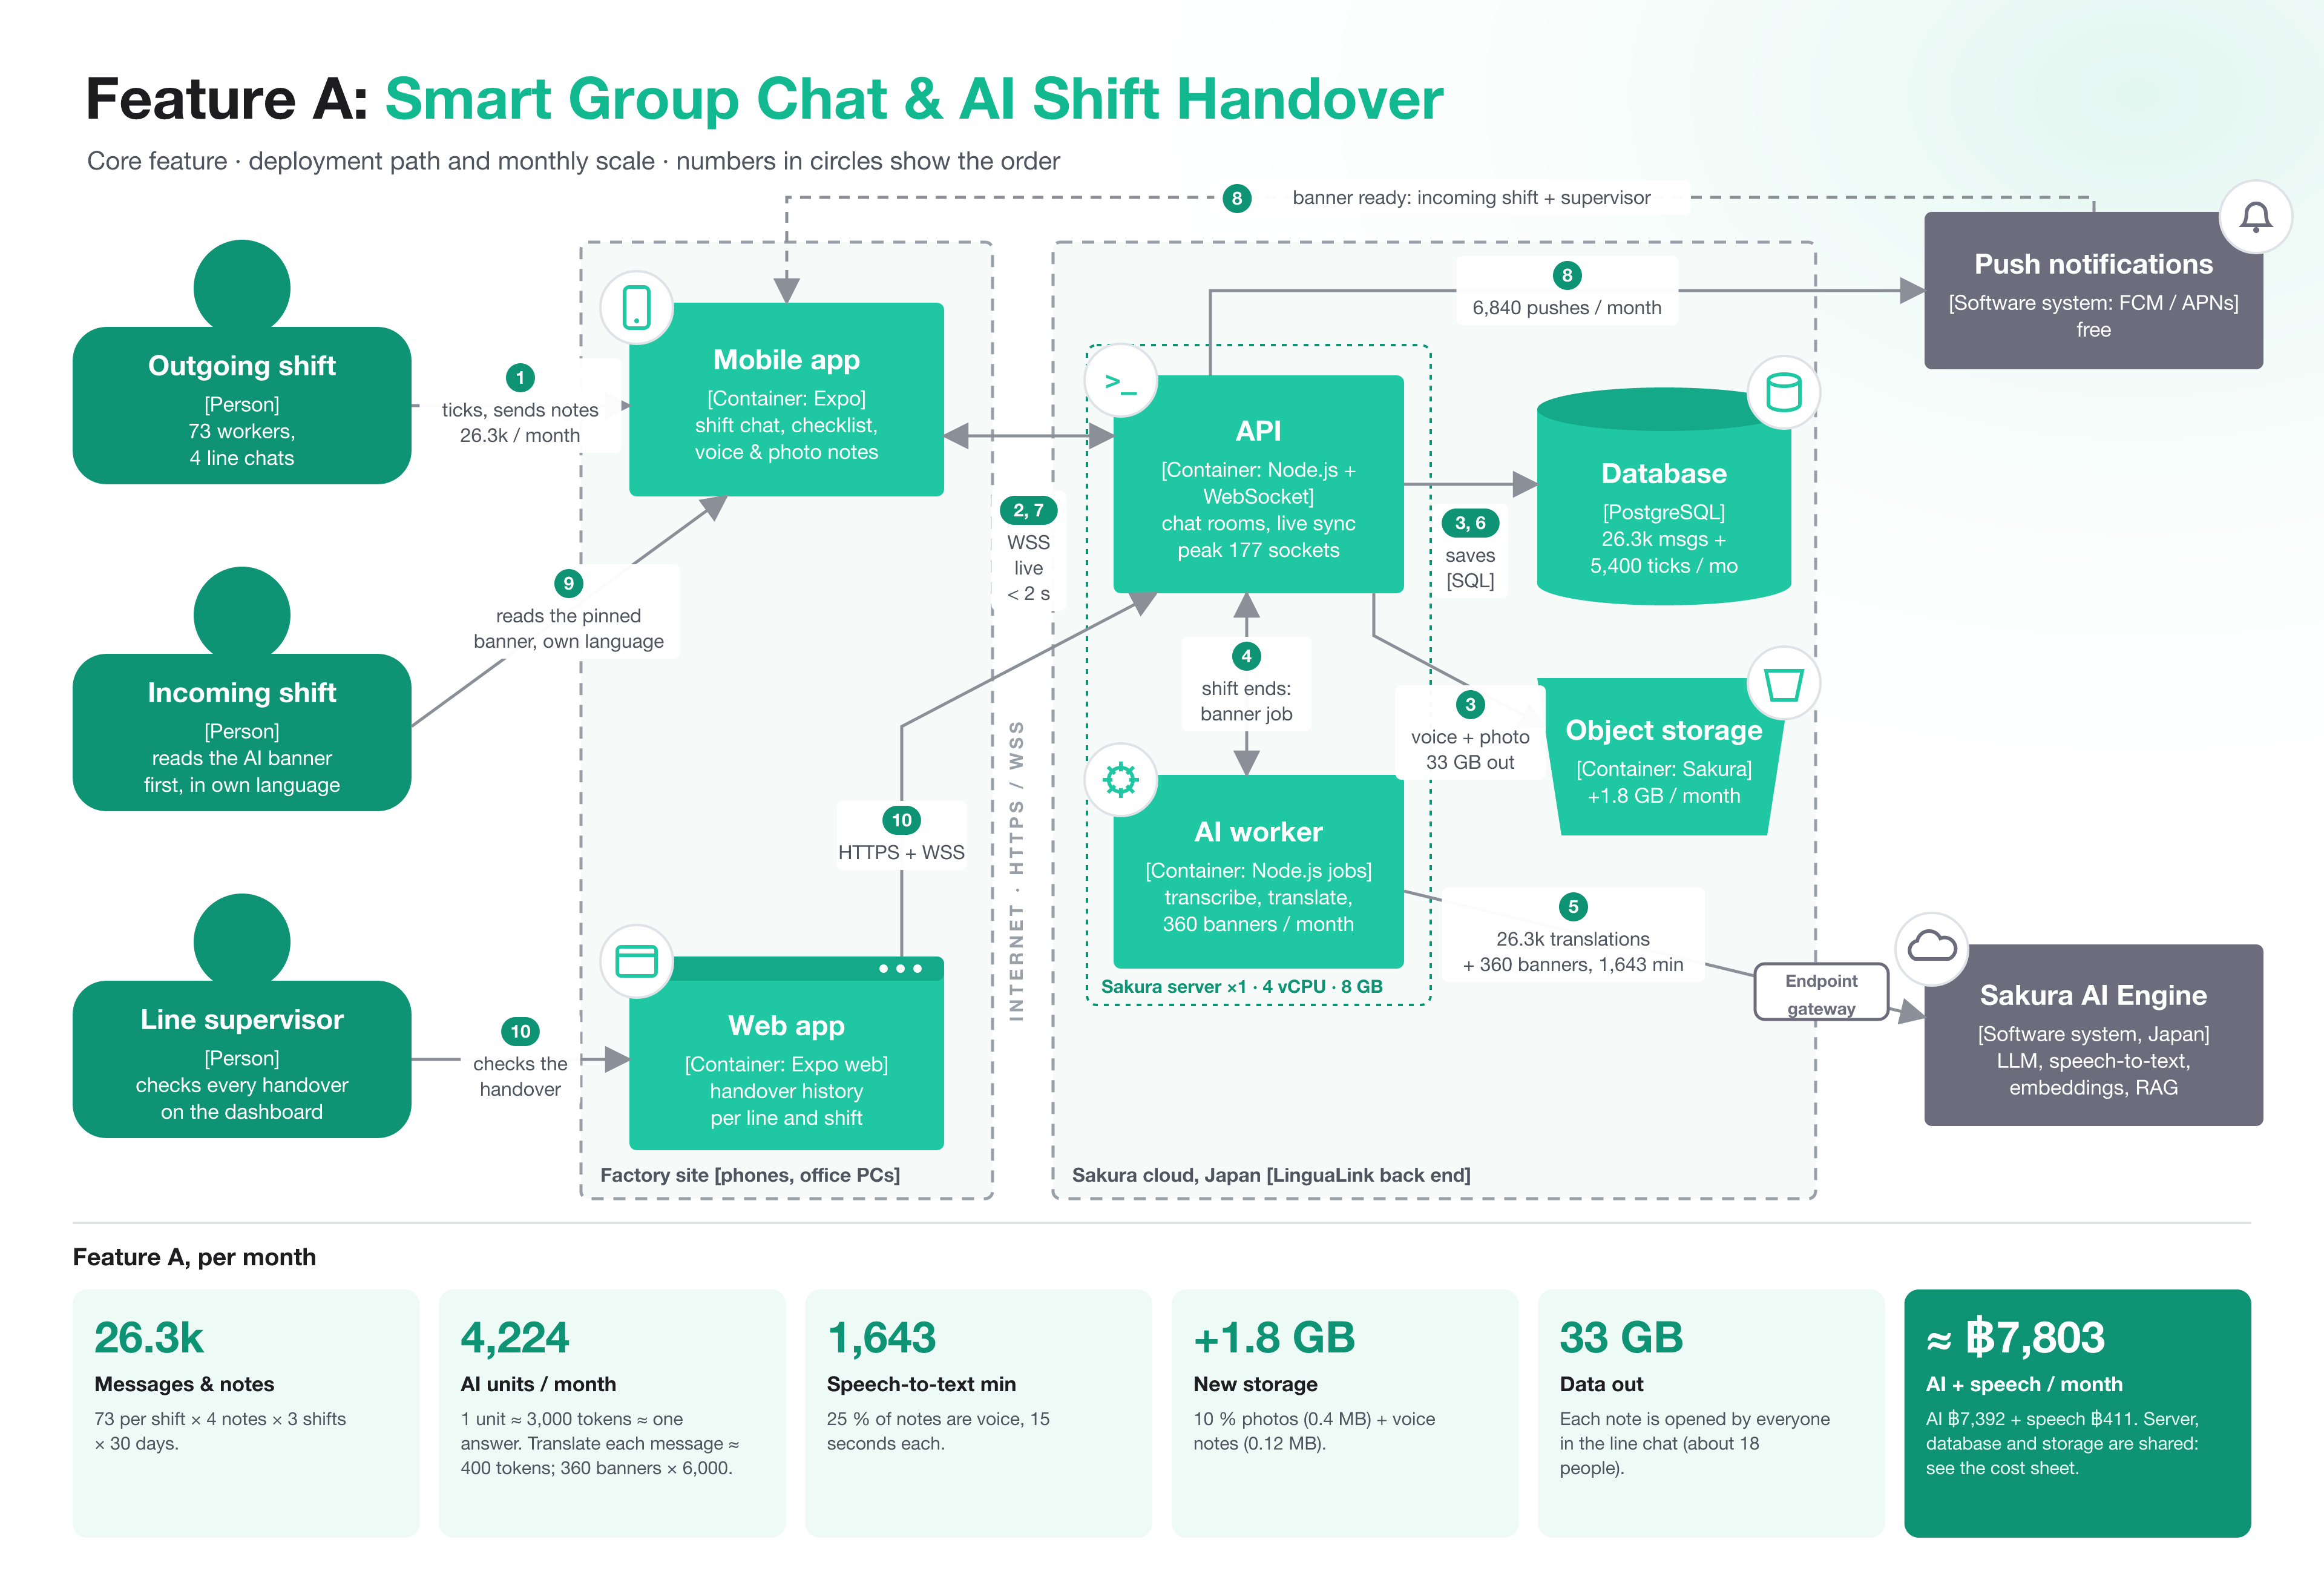 Feature A: Smart Group Chat & AI Shift Handover
Core feature · deployment path and monthly scale · numbers in circles show the order
8
banner ready: incoming shift + supervisor
Push notifications
[Software system: FCM / APNs]
free
8
6,840 pushes / month
Outgoing shift
[Person]
73 workers,
4 line chats
1
ticks, sends notes
26.3k / month
Mobile app
[Container: Expo]
shift chat, checklist,
voice & photo notes
2, 7
WSS
live
< 2 s
>_
API
[Container: Node.js +
WebSocket]
chat rooms, live sync
peak 177 sockets
3, 6
saves
[SQL]
Database
[PostgreSQL]
26.3k msgs +
5,400 ticks / mo
Incoming shift
[Person]
reads the AI banner
first, in own language
9
reads the pinned
banner, own language
4
shift ends:
banner job
3
voice + photo
33 GB out
Object storage
[Container: Sakura]
+1.8 GB / month
10
HTTPS + WSS
INTERNET · HTTPS / WSS
AI worker
[Container: Node.js jobs]
transcribe, translate,
360 banners / month
Sakura server ×1 · 4 vCPU · 8 GB
5
26.3k translations
+ 360 banners, 1,643 min
Endpoint
gateway
Sakura AI Engine
[Software system, Japan]
LLM, speech-to-text,
embeddings, RAG
Line supervisor
[Person]
checks every handover
on the dashboard
10
checks the
handover
Web app
[Container: Expo web]
handover history
per line and shift
Factory site [phones, office PCs]
Sakura cloud, Japan [LinguaLink back end]
Feature A, per month
26.3k
Messages & notes
73 per shift × 4 notes × 3 shifts
× 30 days.
4,224
AI units / month
1 unit ≈ 3,000 tokens ≈ one
answer. Translate each message ≈
400 tokens; 360 banners × 6,000.
1,643
Speech-to-text min
25 % of notes are voice, 15
seconds each.
+1.8 GB
New storage
10 % photos (0.4 MB) + voice
notes (0.12 MB).
33 GB
Data out
Each note is opened by everyone
in the line chat (about 18
people).
≈ ฿7,803
AI + speech / month
AI ฿7,392 + speech ฿411. Server,
database and storage are shared:
see the cost sheet.